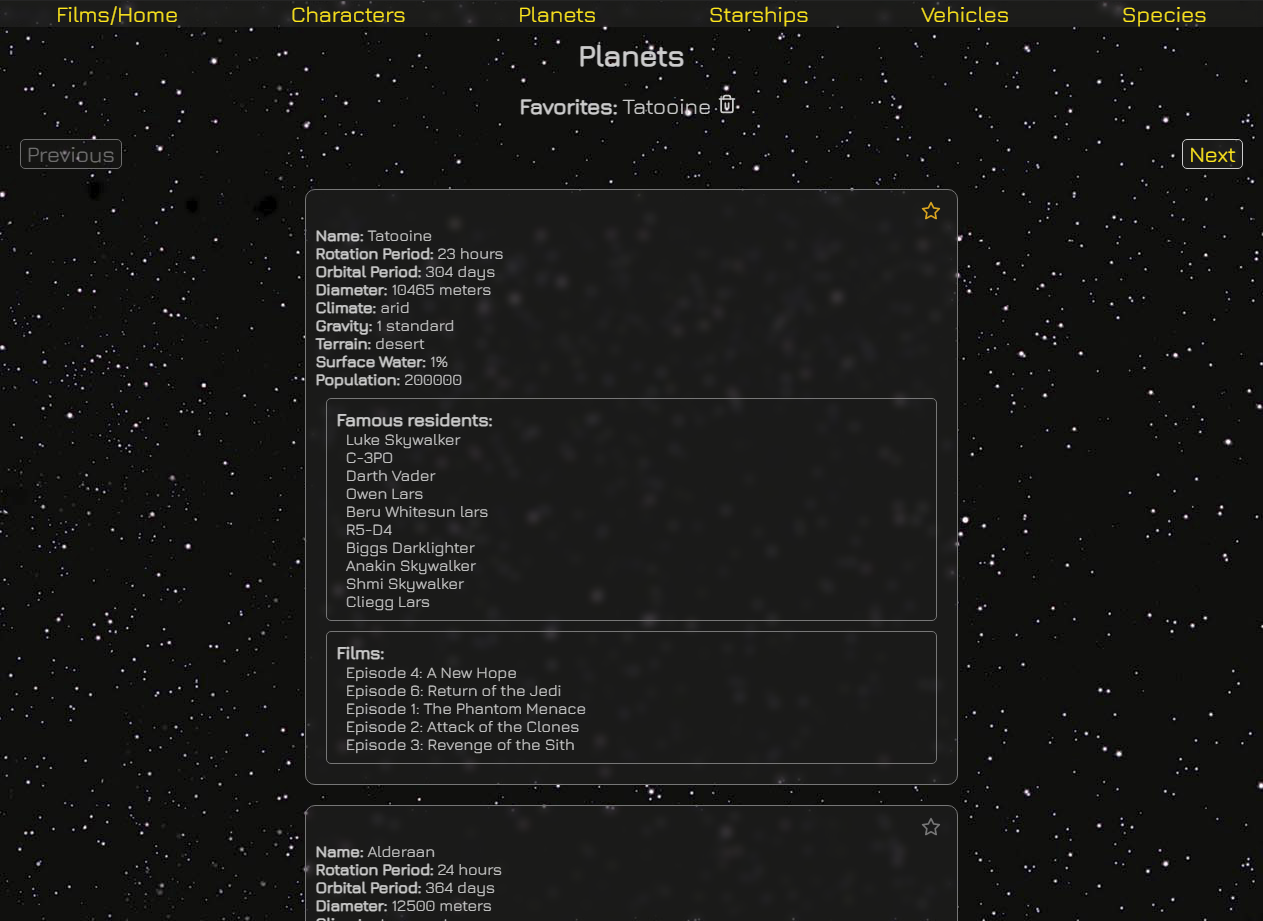 Films/Home Characters Planets Starships Vehicles Species
Planets
Favorites: Tatooine
Previous Next
Name: Tatooine
Rotation Period: 23 hours
Orbital Period: 304 days
Diameter: 10465 meters
Climate: arid
Gravity: 1 standard
Terrain: desert
Surface Water: 1%
Population: 200000
Famous residents:
Luke Skywalker
C-3PO
Darth Vader
Owen Lars
Beru Whitesun lars
R5-D4
Biggs Darklighter
Anakin Skywalker
Shmi Skywalker
Cliegg Lars
Films:
Episode 4: A New Hope
Episode 6: Return of the Jedi
Episode 1: The Phantom Menace
Episode 2: Attack of the Clones
Episode 3: Revenge of the Sith
Name: Alderaan
Rotation Period: 24 hours
Orbital Period: 364 days
Diameter: 12500 meters